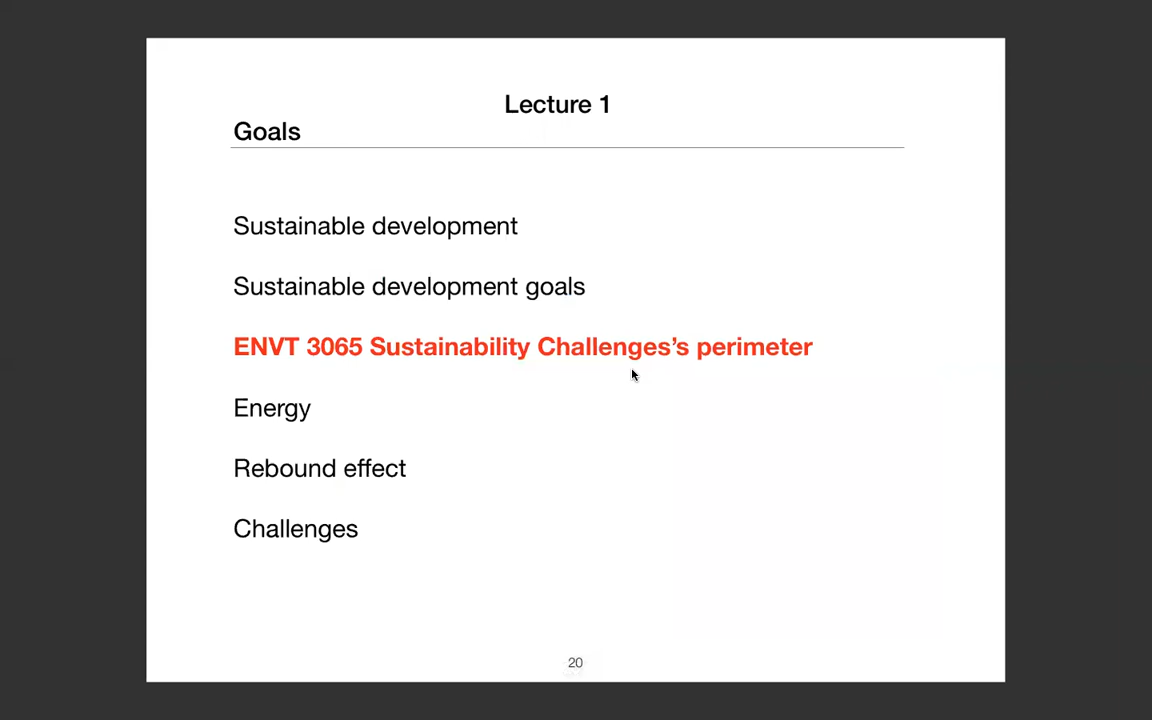 Lecture 1
Goals
Sustainable development
Sustainable development goals
ENVT 3065 Sustainability Challenges’s perimeter
Energy
Rebound effect
Challenges
20